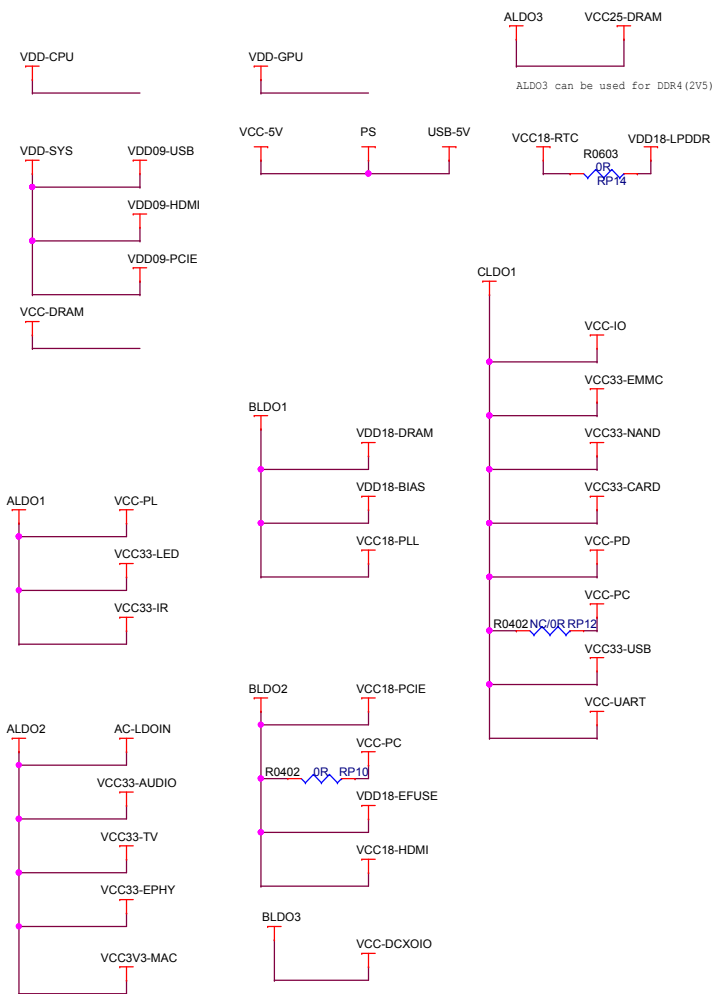 ALDO3 VCC25-DRAM
ALDO3 can be used for DDR4(2V5)
VDD-CPU
VDD-GPU
VCC-5V PS USB-5V
VCC18-RTC VDD18-LPDDR
R0603
0R
RP14
VDD-SYS VDD09-USB
VDD09-HDMI
VDD09-PCIE
VCC-DRAM
CLDO1
VCC-IO
VCC33-EMMC
VCC33-NAND
VCC33-CARD
VCC-PD
VCC-PC
R0402 NC/0R RP12
VCC33-USB
VCC-UART
BLDO1
VDD18-DRAM
VDD18-BIAS
VCC18-PLL
ALDO1 VCC-PL
VCC33-LED
VCC33-IR
BLDO2 VCC18-PCIE
VCC-PC
R0402 0R RP10
VDD18-EFUSE
VCC18-HDMI
ALDO2 AC-LDOIN
VCC33-AUDIO
VCC33-TV
VCC33-EPHY
VCC3V3-MAC
BLDO3
VCC-DCXOIO